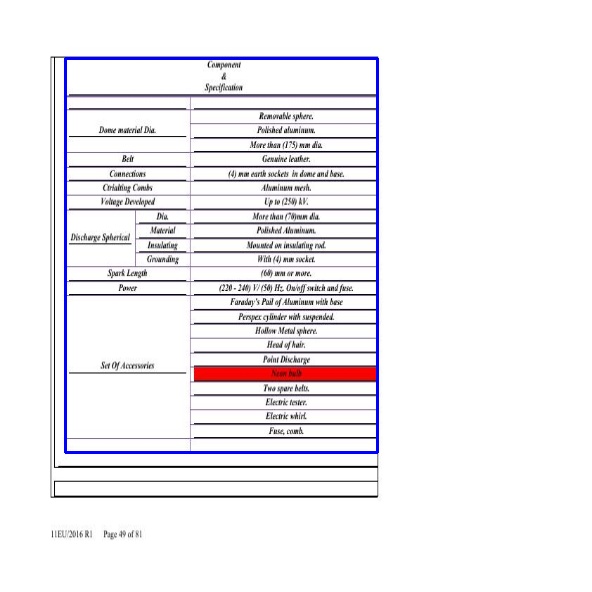 Component
&
Specification
Removable sphere.
Dome material Dia.
Polished aluminum.
More than (175) mm dia.
Belt
Genuine leather.
Connections
(4) mm earth sockets in dome and base.
Ctrialting Combs
Aluminum mesh.
Voltage Developed
Up to (250) kV.
Discharge Spherical
Dia.
More than (70)mm dia.
Material
Polished Aluminum.
Insulating
Mounted on insulating rod.
Grounding
With (4) mm socket.
Spark Length
(60) mm or more.
Power
(220 - 240) V/ (50) Hz. On/off switch and fuse.
Set Of Accessories
Faraday's Pail of Aluminum with base
Perspex cylinder with suspended.
Hollow Metal sphere.
Head of hair.
Point Discharge
Neon bulb
Two spare belts.
Electric tester.
Electric whirl.
Fuse, comb.
11EU/2016 R1 Page 49 of 81